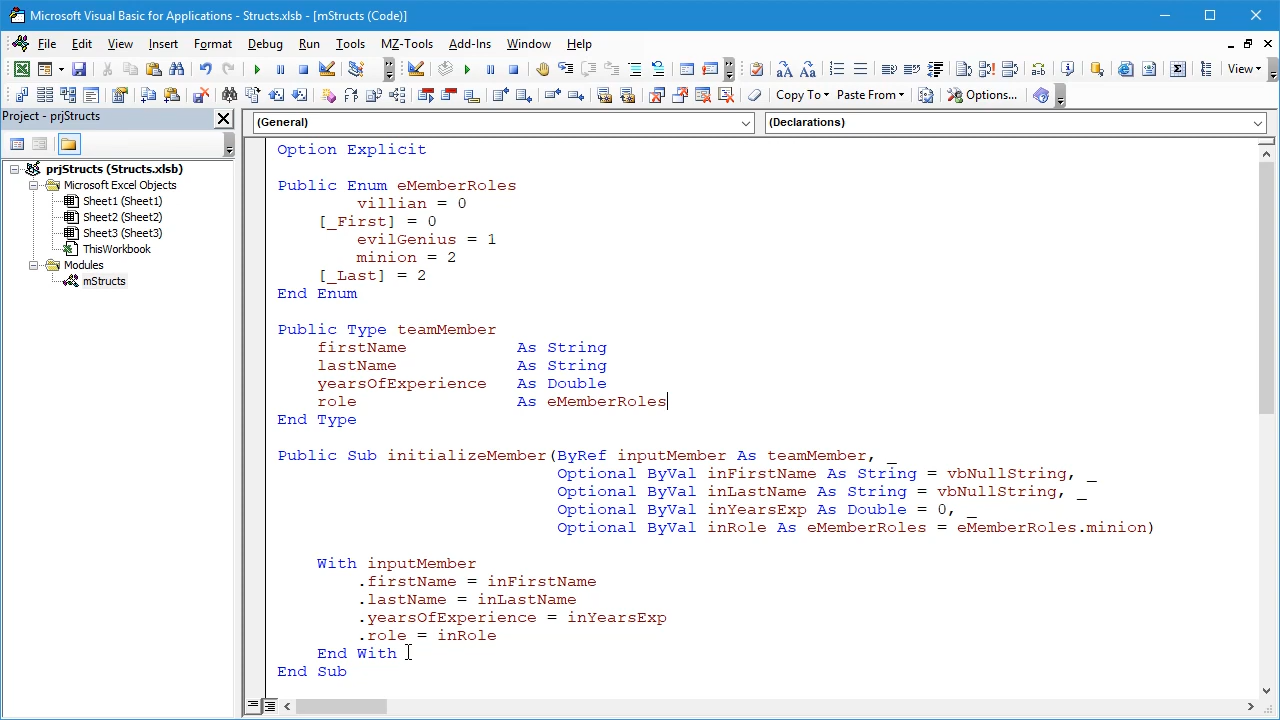 Microsoft Visual Basic for Applications - Structs.xlsb - [mStructs (Code)]
File Edit View Insert Format Debug Run Tools MZ-Tools Add-Ins Window Help
View
Copy To Paste From Options...
Project - prjStructs
(General) (Declarations)
prjStructs (Structs.xlsb)
Microsoft Excel Objects
Sheet1 (Sheet1)
Sheet2 (Sheet2)
Sheet3 (Sheet3)
ThisWorkbook
Modules
mStructs
Option Explicit
Public Enum eMemberRoles
villian = 0
[_First] = 0
evilGenius = 1
minion = 2
[_Last] = 2
End Enum
Public Type teamMember
firstName As String
lastName As String
yearsOfExperience As Double
role As eMemberRoles
End Type
Public Sub initializeMember(ByRef inputMember As teamMember, _
Optional ByVal inFirstName As String = vbNullString, _
Optional ByVal inLastName As String = vbNullString, _
Optional ByVal inYearsExp As Double = 0, _
Optional ByVal inRole As eMemberRoles = eMemberRoles.minion)
With inputMember
.firstName = inFirstName
.lastName = inLastName
.yearsOfExperience = inYearsExp
.role = inRole
End With
End Sub